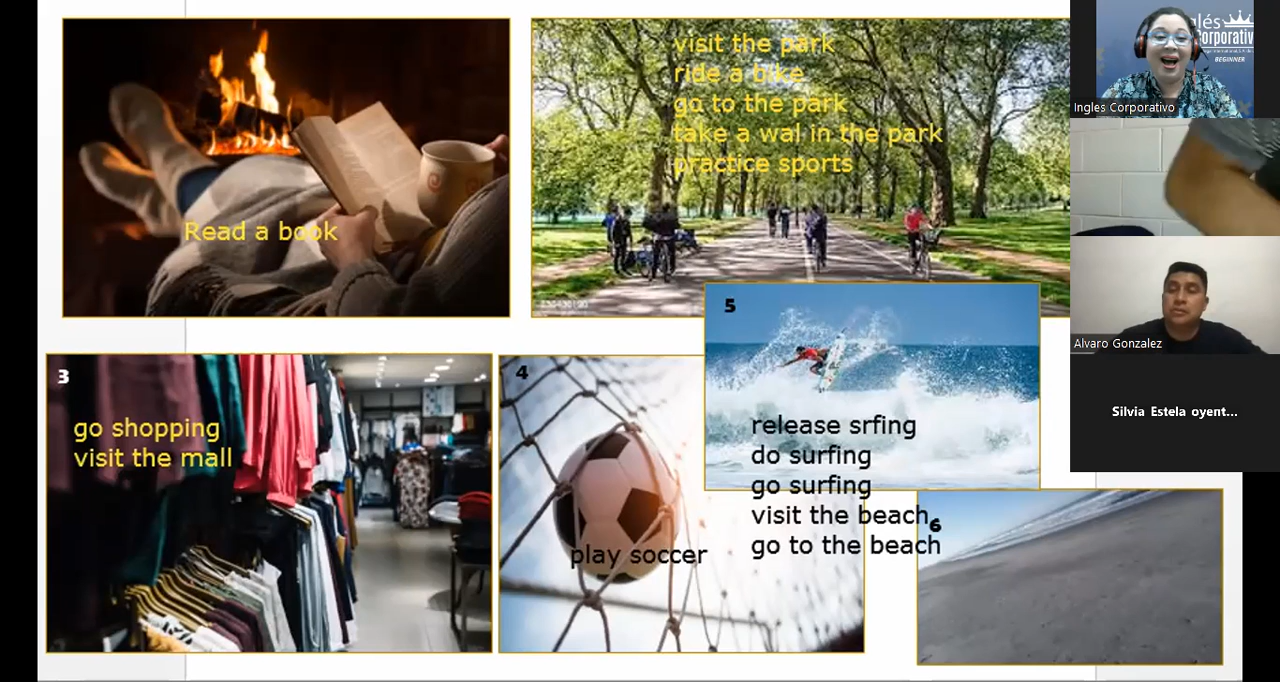 Read a book
visit the park
ride a bike
go to the park
take a wal in the park
practice sports
3
go shopping
visit the mall
4
play soccer
5
release srfing
do surfing
go surfing
visit the beach
go to the beach
6
BEGINNER
Ingles Corporativo
Alvaro Gonzalez
Silvia Estela oyent...